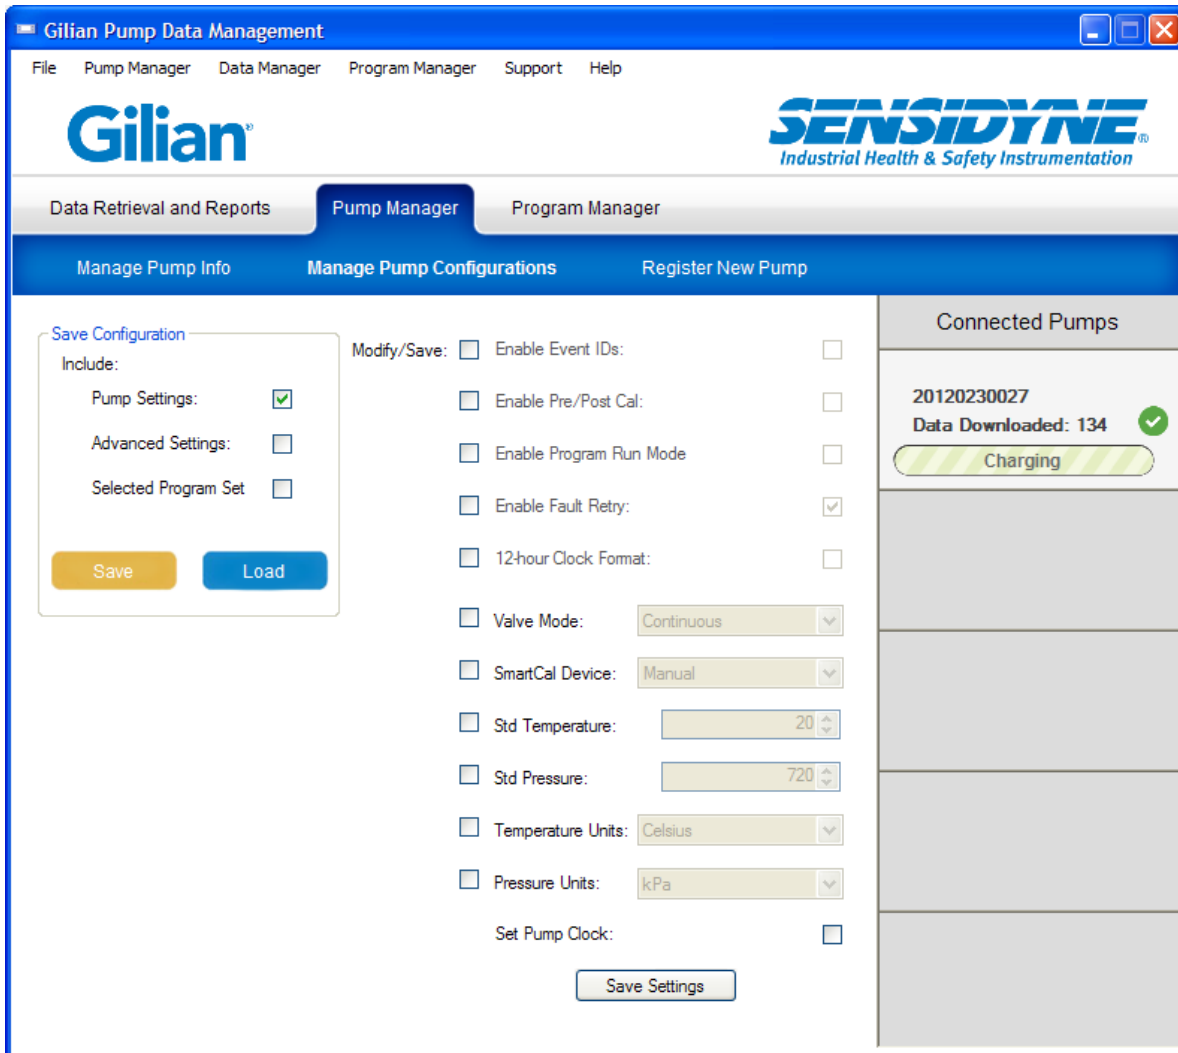 Gilian Pump Data Management
File Pump Manager Data Manager Program Manager Support Help
Gilian®
SENSIDYNE®
Industrial Health & Safety Instrumentation
Data Retrieval and Reports Pump Manager Program Manager
Manage Pump Info Manage Pump Configurations Register New Pump
Save Configuration
Include:
Pump Settings:
Advanced Settings:
Selected Program Set
Save Load
Modify/Save: Enable Event IDs:
Enable Pre/Post Cal:
Enable Program Run Mode
Enable Fault Retry:
12-hour Clock Format:
Valve Mode: Continuous
SmartCal Device: Manual
Std Temperature: 20
Std Pressure: 720
Temperature Units: Celsius
Pressure Units: kPa
Set Pump Clock:
Save Settings
Connected Pumps
20120230027
Data Downloaded: 134
Charging